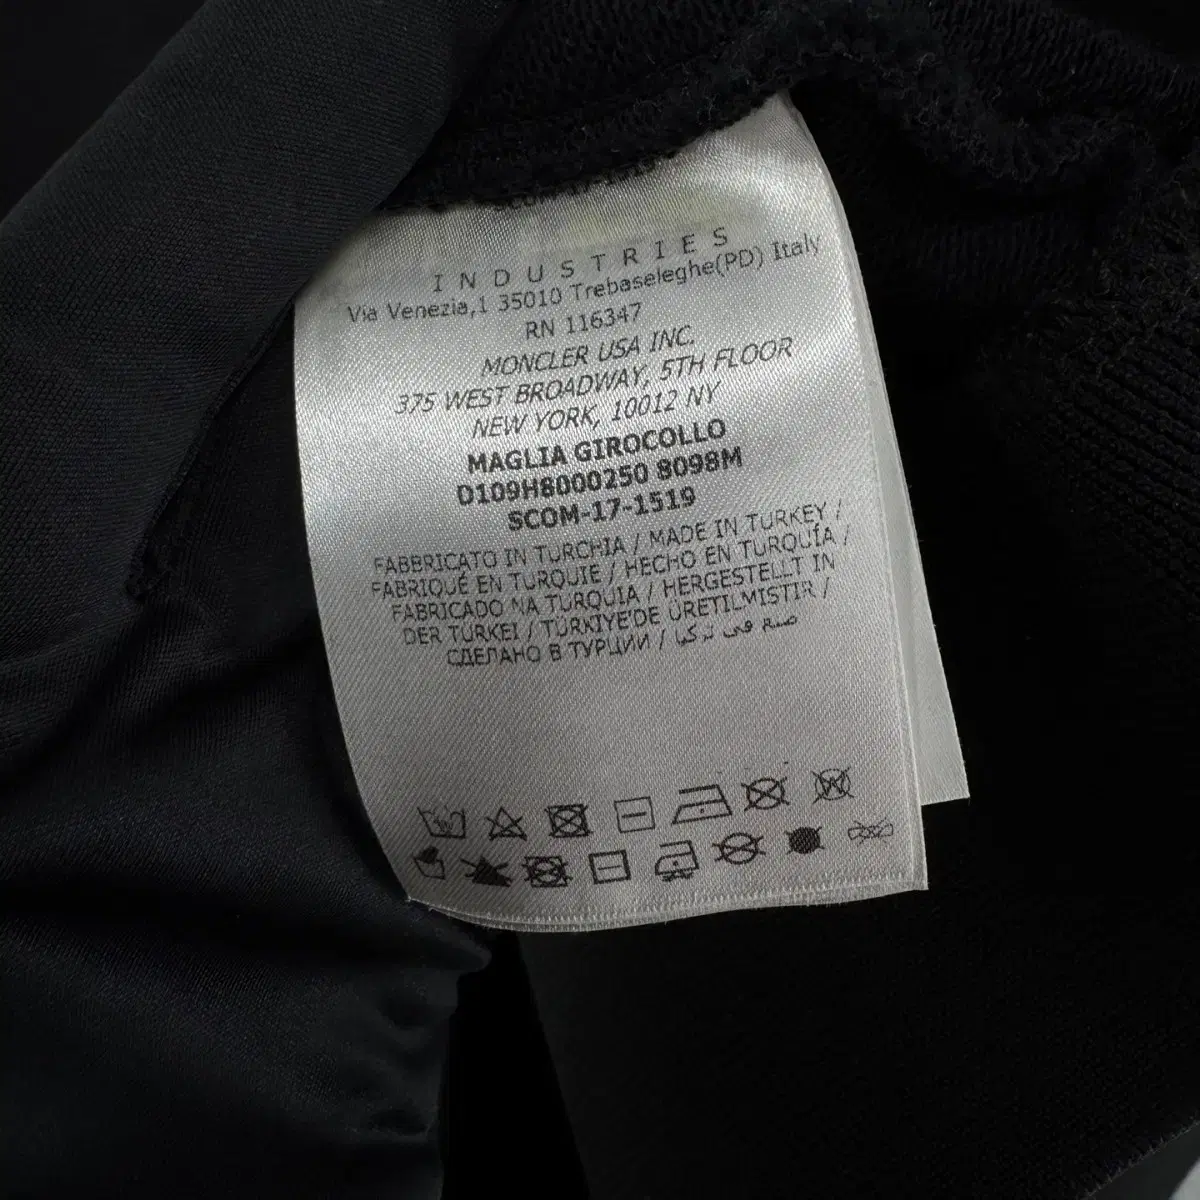 INDUSTRIES
Via Venezia,1 35010 Trebaseleghe(PD) Italy
RN 116347
MONCLER USA INC.
375 WEST BROADWAY, 5TH FLOOR
NEW YORK, 10012 NY
MAGLIA GIROCOLLO
D109H8000250 8098M
SCOM-17-1519
FABBRICATO IN TURCHIA / MADE IN TURKEY /
FABRIQUÉ EN TURQUIE / HECHO EN TURQUÍA /
FABRICADO NA TURQUIA / HERGESTELLT IN
DER TÜRKEI / TÜRKIYE'DE ÜRETILMISTIR /
СДЕЛАНО В ТУРЦИИ / صنع في تركيا